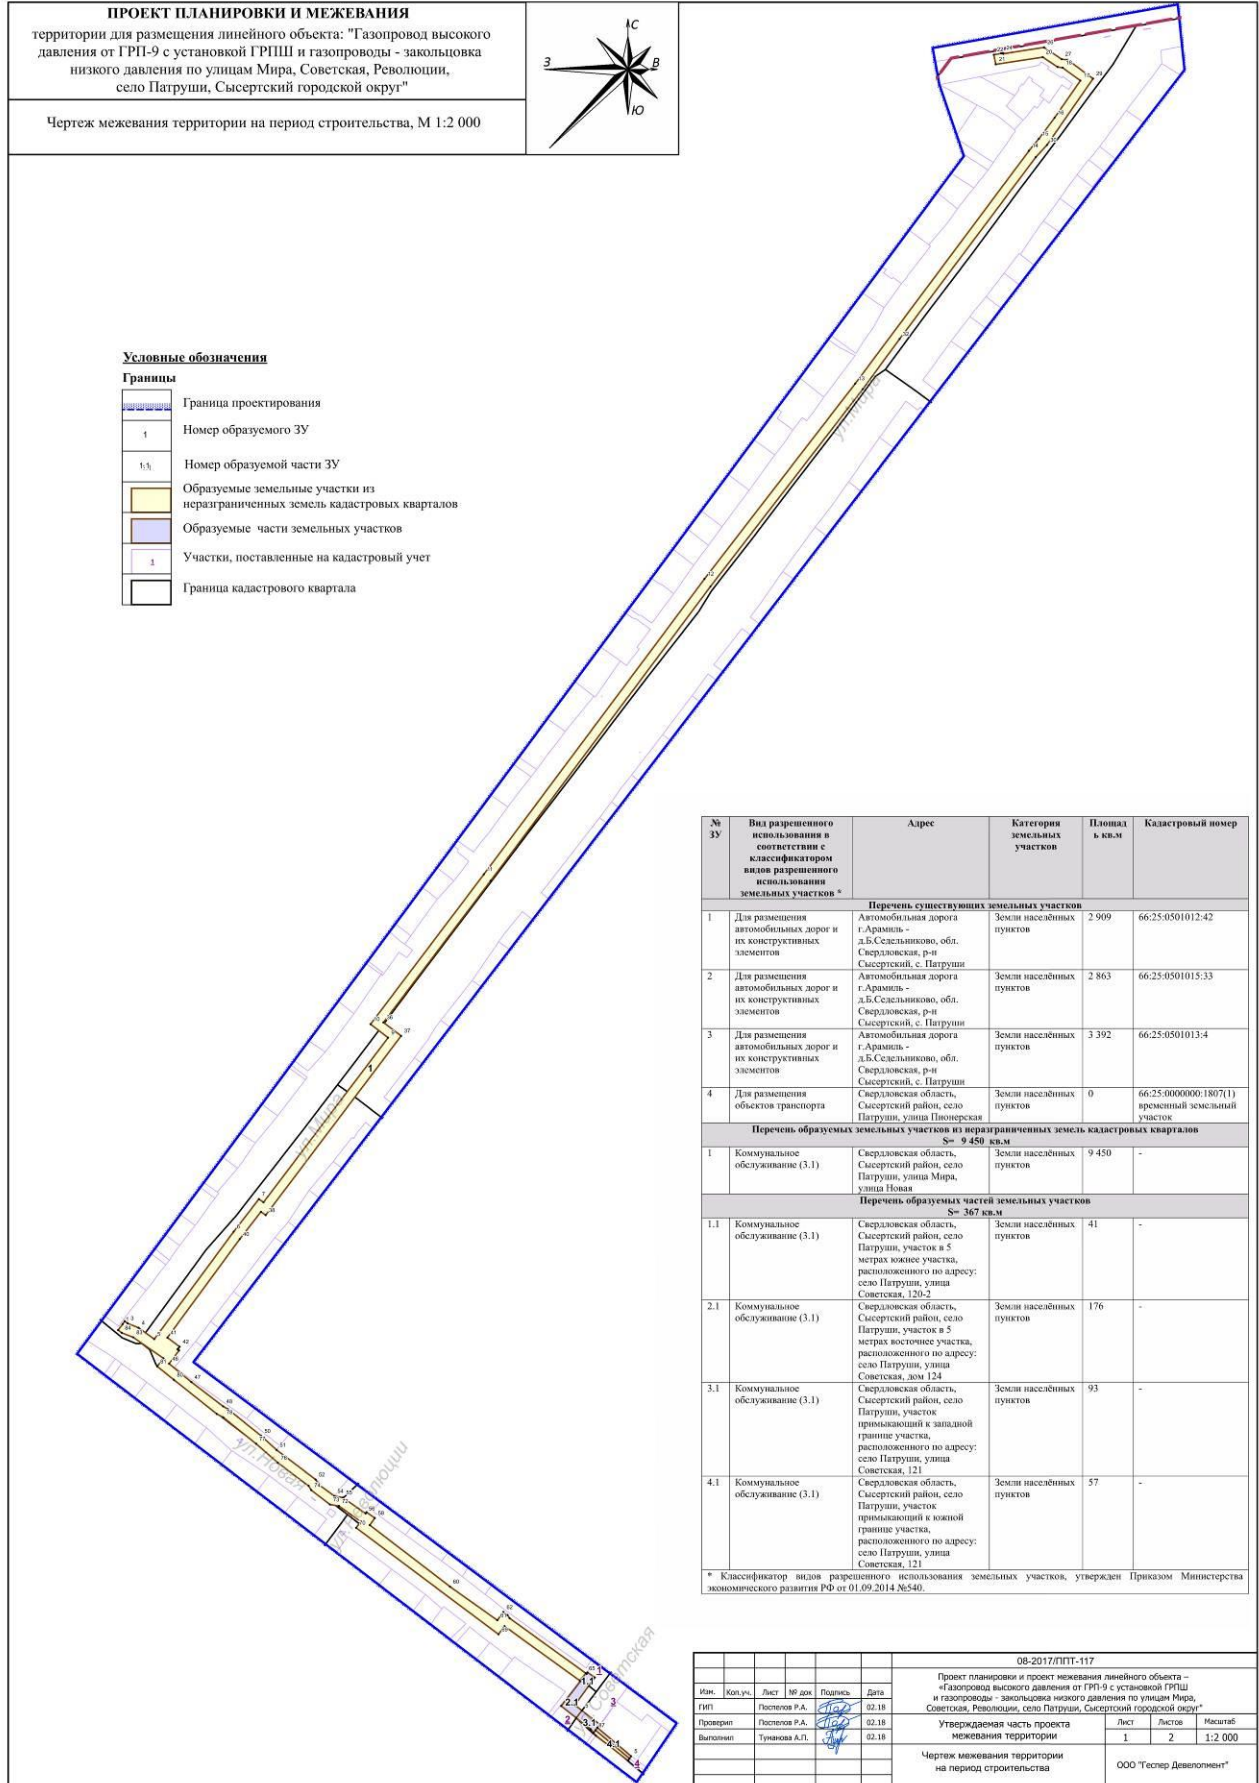 ПРОЕКТ ПЛАНИРОВКИ И МЕЖЕВАНИЯ
территории для размещения линейного объекта: "Газопровод высокого
давления от ГРП-9 с установкой ГРПШ и газопроводы - закольцовка
низкого давления по улицам Мира, Советская, Революции,
село Патруши, Сысертский городской округ"
Чертеж межевания территории на период строительства, М 1:2 000
С
З
В
Ю
Условные обозначения
Границы
Граница проектирования
1
Номер образуемого ЗУ
Номер образуемой части ЗУ
Образуемые земельные участки из
неразграниченных земель кадастровых кварталов
Образуемые части земельных участков
1
Участки, поставленные на кадастровый учет
Граница кадастрового квартала
ул.Мира
ул.Мира
ул.Новая
ул.Революции
ул.Советская
1
1.1
2.1
3.1
4.1
1
2
3
4
№ ЗУ
Вид разрешенного
использования в
соответствии с
классификатором
видов разрешенного
использования
земельных участков *
Адрес
Категория
земельных
участков
Площад
ь кв.м
Кадастровый номер
Перечень существующих земельных участков
1
Для размещения
автомобильных дорог и
их конструктивных
элементов
Автомобильная дорога
г.Арамиль -
д.Б.Седельниково, обл.
Свердловская, р-н
Сысертский, с. Патруши
Земли населённых
пунктов
2 909
66:25:0501012:42
2
Для размещения
автомобильных дорог и
их конструктивных
элементов
Автомобильная дорога
г.Арамиль -
д.Б.Седельниково, обл.
Свердловская, р-н
Сысертский, с. Патруши
Земли населённых
пунктов
2 863
66:25:0501015:33
3
Для размещения
автомобильных дорог и
их конструктивных
элементов
Автомобильная дорога
г.Арамиль -
д.Б.Седельниково, обл.
Свердловская, р-н
Сысертский, с. Патруши
Земли населённых
пунктов
3 392
66:25:0501013:4
4
Для размещения
объектов транспорта
Свердловская область,
Сысертский район, село
Патруши, улица Пионерская
Земли населённых
пунктов
0
66:25:0000000:1807(1)
временный земельный
участок
Перечень образуемых земельных участков из неразграниченных земель кадастровых кварталов
S= 9 450 кв.м
1
Коммунальное
обслуживание (3.1)
Свердловская область,
Сысертский район, село
Патруши, улица Мира,
улица Новая
Земли населённых
пунктов
9 450
-
Перечень образуемых частей земельных участков
S= 367 кв.м
1.1
Коммунальное
обслуживание (3.1)
Свердловская область,
Сысертский район, село
Патруши, участок в 5
метрах южнее участка,
расположенного по адресу:
село Патруши, улица
Советская, 120-2
Земли населённых
пунктов
41
-
2.1
Коммунальное
обслуживание (3.1)
Свердловская область,
Сысертский район, село
Патруши, участок в 5
метрах восточнее участка,
расположенного по адресу:
село Патруши, улица
Советская, дом 124
Земли населённых
пунктов
176
-
3.1
Коммунальное
обслуживание (3.1)
Свердловская область,
Сысертский район, село
Патруши, участок
примыкающий к западной
границе участка,
расположенного по адресу:
село Патруши, улица
Советская, 121
Земли населённых
пунктов
93
-
4.1
Коммунальное
обслуживание (3.1)
Свердловская область,
Сысертский район, село
Патруши, участок
примыкающий к южной
границе участка,
расположенного по адресу:
село Патруши, улица
Советская, 121
Земли населённых
пунктов
57
-
* Классификатор видов разрешенного использования земельных участков, утвержден Приказом Министерства
экономического развития РФ от 01.09.2014 №540.
08-2017/ППТ-117
Проект планировки и проект межевания линейного объекта –
«Газопровод высокого давления от ГРП-9 с установкой ГРПШ
и газопроводы - закольцовка низкого давления по улицам Мира,
Советская, Революции, село Патруши, Сысертский городской округ"
Изм. Кол.уч. Лист № док Подпись Дата
ГИП Поспелов Р.А. 02.18
Проверил Поспелов Р.А. 02.18
Выполнил Туманова А.П. 02.18
Утверждаемая часть проекта
межевания территории
Лист Листов Масштаб
1 2 1:2 000
Чертеж межевания территории
на период строительства
ООО "Геспер Девелопмент"